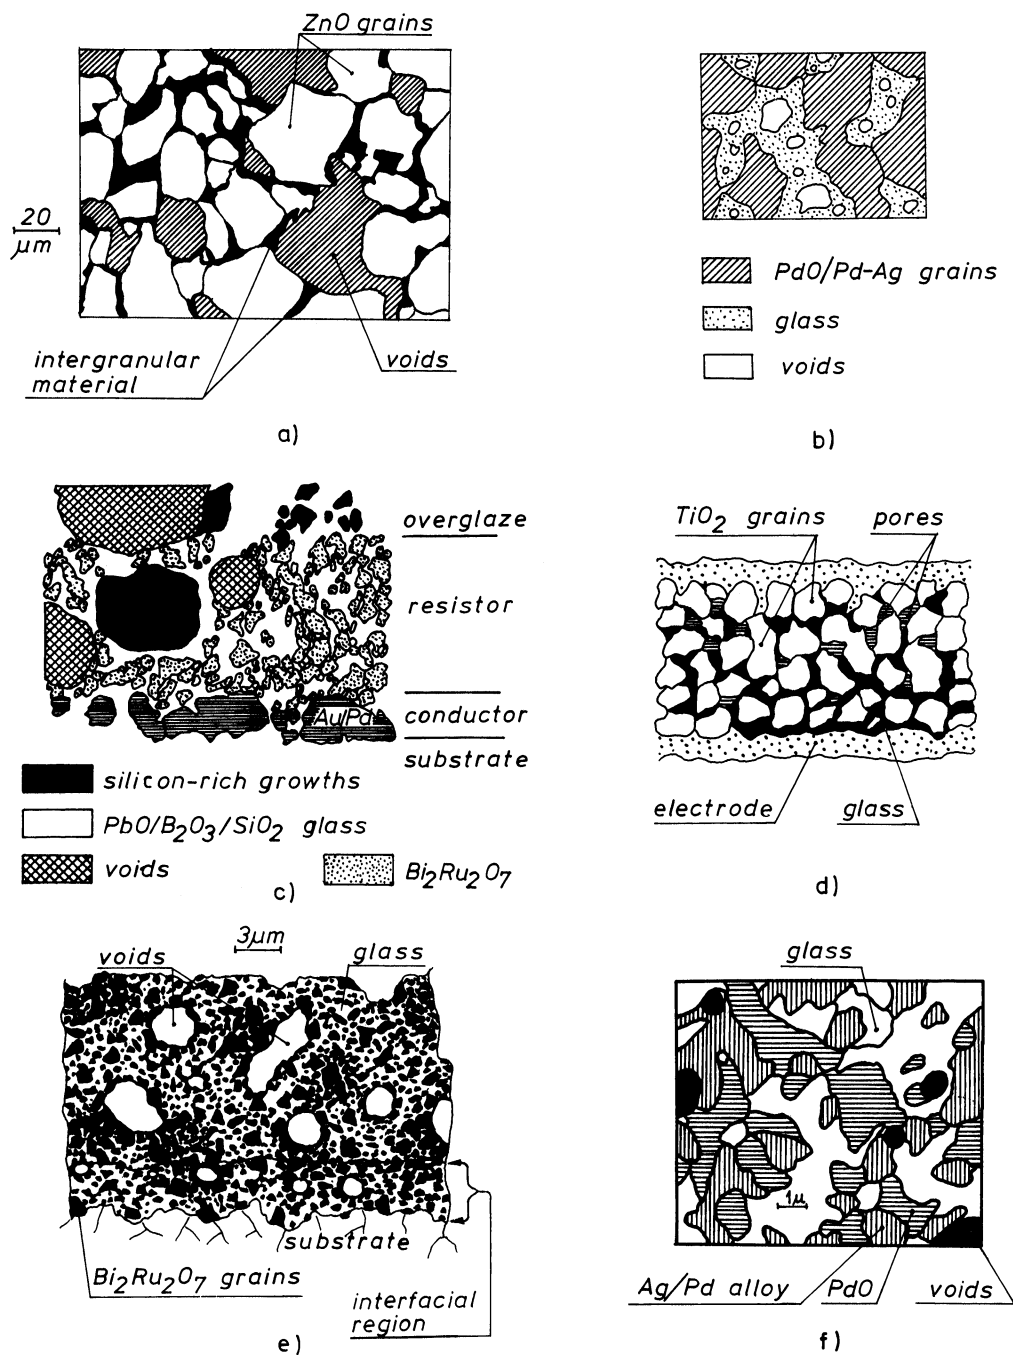 ZnO grains
20
μm
intergranular
material
voids
a)
PdO/Pd-Ag grains
glass
voids
b)
overglaze
resistor
Au/Pd
conductor
substrate
silicon-rich growths
PbO/B₂O₃/SiO₂ glass
voids
Bi₂Ru₂O₇
c)
TiO₂ grains
pores
electrode
glass
d)
voids
3μm
glass
substrate
Bi₂Ru₂O₇ grains
interfacial
region
e)
glass
1μ
Ag/Pd alloy
PdO
voids
f)